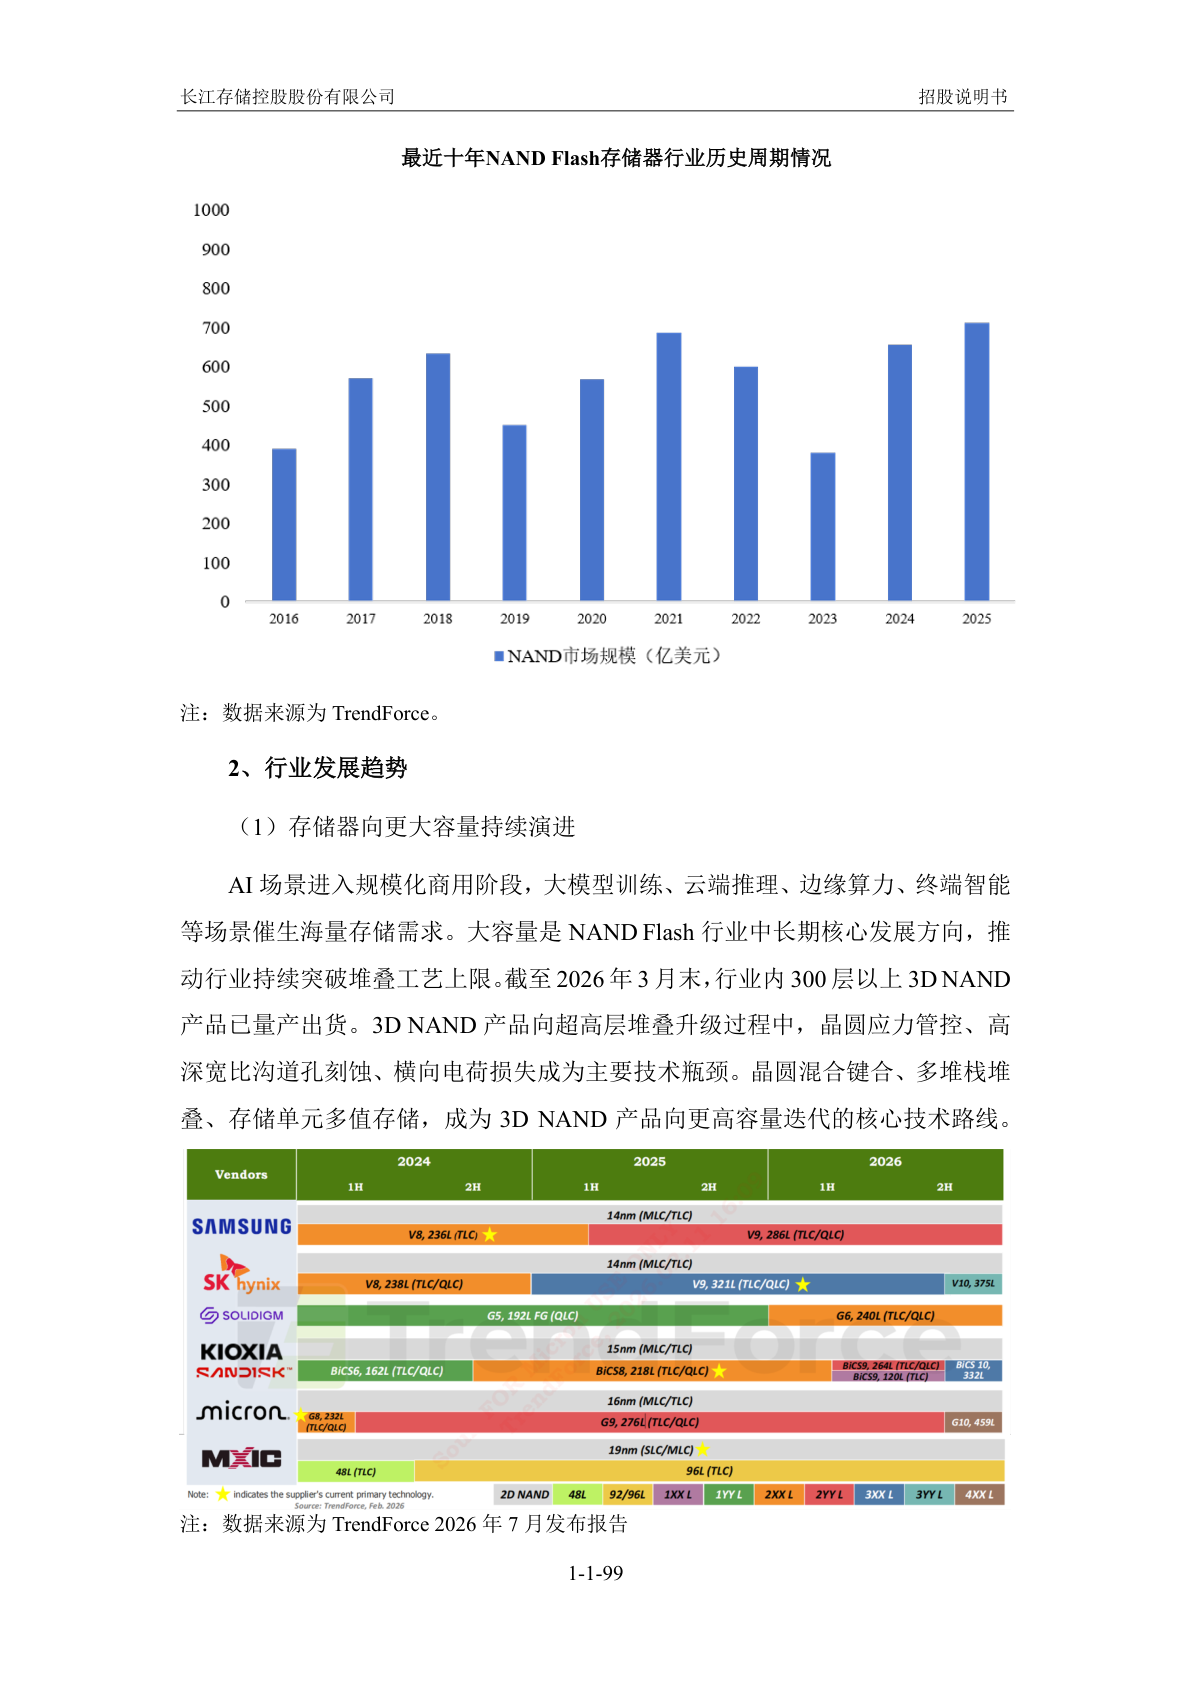 长江存储控股股份有限公司 招股说明书
最近十年NAND Flash存储器行业历史周期情况
1000
900
800
700
600
500
400
300
200
100
0
2016 2017 2018 2019 2020 2021 2022 2023 2024 2025
NAND市场规模（亿美元）
注：数据来源为 TrendForce。
2、行业发展趋势
（1）存储器向更大容量持续演进
AI 场景进入规模化商用阶段，大模型训练、云端推理、边缘算力、终端智能
等场景催生海量存储需求。大容量是 NAND Flash 行业中长期核心发展方向，推
动行业持续突破堆叠工艺上限。截至 2026 年 3 月末，行业内 300 层以上 3D NAND
产品已量产出货。3D NAND 产品向超高层堆叠升级过程中，晶圆应力管控、高
深宽比沟道孔刻蚀、横向电荷损失成为主要技术瓶颈。晶圆混合键合、多堆栈堆
叠、存储单元多值存储，成为 3D NAND 产品向更高容量迭代的核心技术路线。
Vendors 2024 2025 2026
1H 2H 1H 2H 1H 2H
SAMSUNG 14nm (MLC/TLC)
V8, 236L (TLC) V9, 286L (TLC/QLC)
SK hynix 14nm (MLC/TLC)
V8, 238L (TLC/QLC) V9, 321L (TLC/QLC) V10, 375L
SOLIDIGM G5, 192L FG (QLC) G6, 240L (TLC/QLC)
TrendForce
KIOXIA 15nm (MLC/TLC)
SANDISK™ BiCS6, 162L (TLC/QLC) BiCS8, 218L (TLC/QLC) BiCS9, 264L (TLC/QLC) BiCS 10, 332L
BiCS9, 120L (TLC)
micron 16nm (MLC/TLC)
G8, 232L (TLC/QLC) G9, 276L (TLC/QLC) G10, 459L
MXIC 19nm (SLC/MLC)
48L (TLC) 96L (TLC)
Note: indicates the supplier's current primary technology. 2D NAND 48L 92/96L 1XX L 1YY L 2XX L 2YY L 3XX L 3YY L 4XX L
Source: TrendForce, Feb. 2026
注：数据来源为 TrendForce 2026 年 7 月发布报告
1-1-99